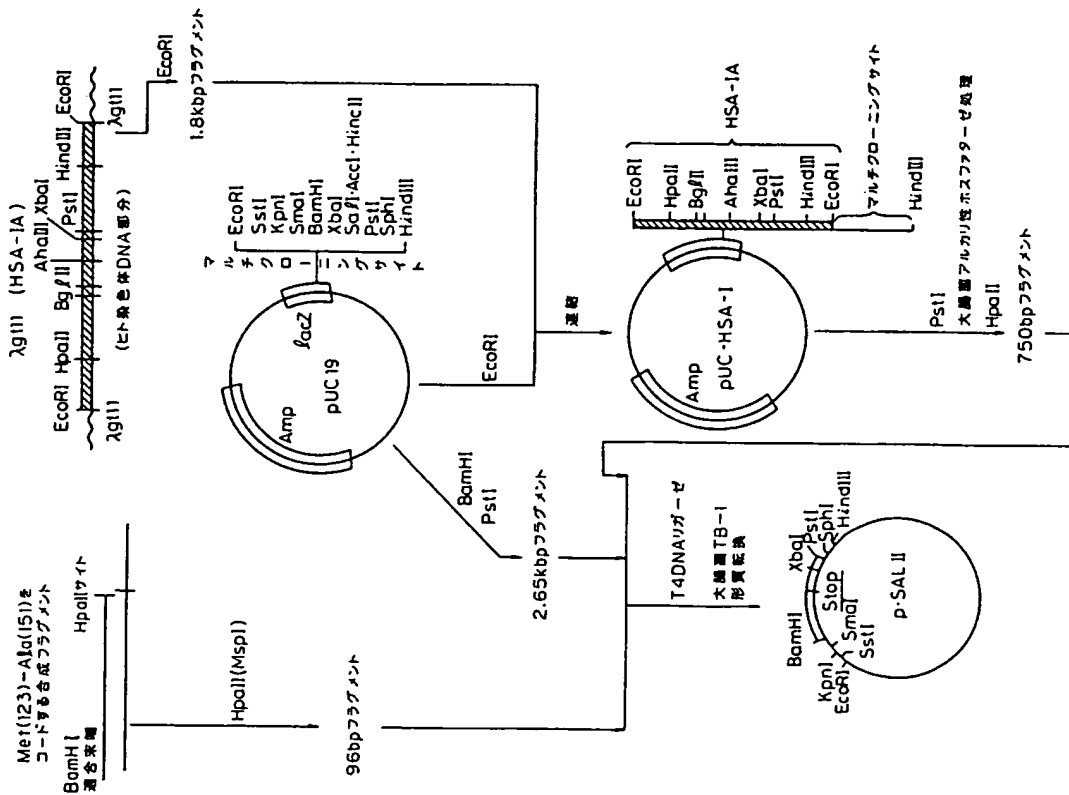 Met(123)-Ala(151)を
コードする合成フラグメント
BamHI
適合末端
HpaIIサイト
HpaII(MspI)
96bpフラグメント
λgt11 (HSA-IA)
EcoRI
HpaII
BglII
AhaIII
XbaI
PstI
HindIII
EcoRI
λgt11
(ヒト染色体DNA部分)
λgt11
EcoRI
1.8kbpフラグメント
Amp
pUC19
lacZ
マルチクローニングサイト
EcoRI
SstI
KpnI
SmaI
BamHI
XbaI
SalI・AccI・HincII
PstI
SphI
HindIII
BamHI
PstI
2.65kbpフラグメント
EcoRI
連結
Amp
pUC・HSA-I
EcoRI
HpaII
BglII
AhaIII
XbaI
PstI
HindIII
EcoRI
HSA-IA
マルチクローニングサイト
HindIII
PstI
大腸菌アルカリ性ホスファターゼ処理
HpaII
750bpフラグメント
T4DNAリガーゼ
大腸菌TB-1
形質転換
BamHI
XbaI
PstI
SphI
HindIII
Stop
KpnI
EcoRI
SmaI
SstI
p・SAL II